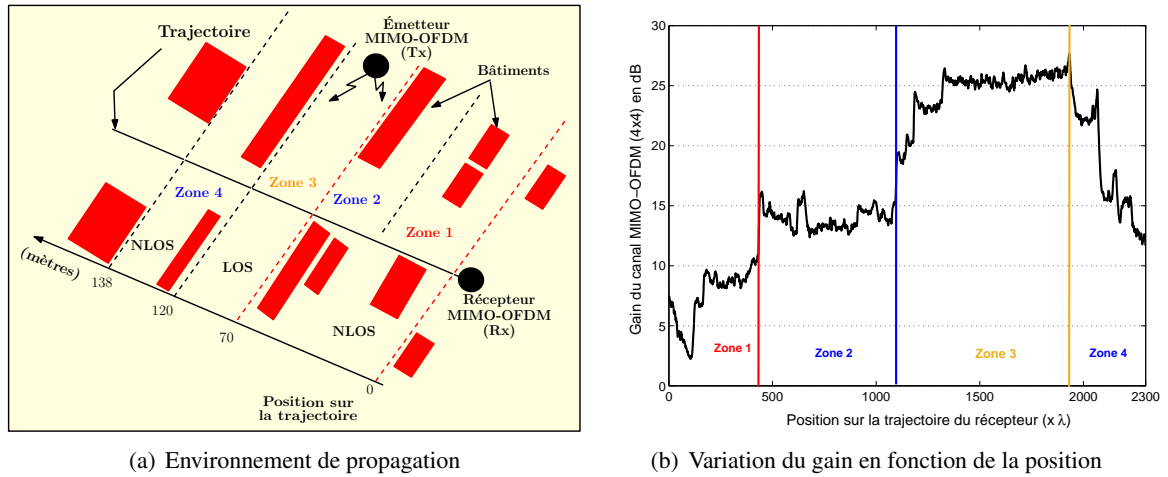 Émetteur
MIMO-OFDM
(Tx)
Trajectoire
Bâtiments
Zone 4
Zone 3
Zone 2
Zone 1
NLOS
LOS
NLOS
(mètres)
138
120
70
0
Récepteur
MIMO-OFDM
(Rx)
Position sur
la trajectoire
(a) Environnement de propagation
Gain du canal MIMO−OFDM (4x4) en dB
30
25
20
15
10
5
0
Zone 1
Zone 2
Zone 3
Zone 4
0 500 1000 1500 2000 2300
Position sur la trajectoire du récepteur (x λ)
(b) Variation du gain en fonction de la position